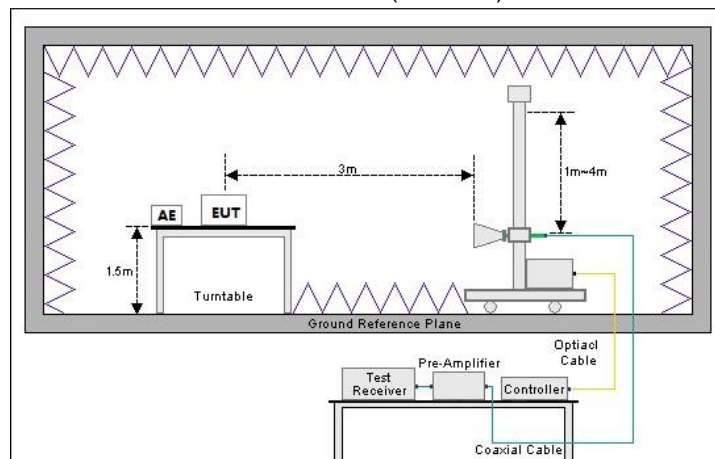 3m
1m~4m
AE
EUT
1.5m
Turntable
Ground Reference Plane
Optiacl
Cable
Pre-Amplifier
Test
Receiver
Controller
Coaxial Cable